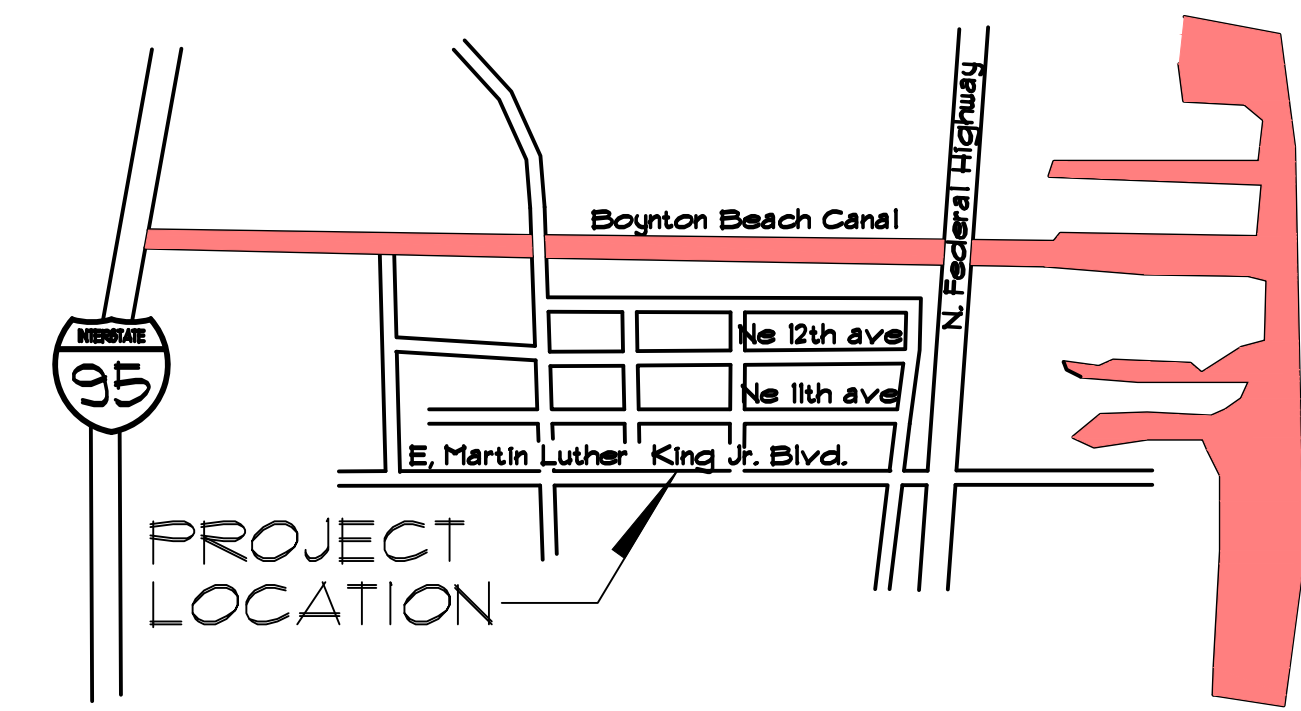 N. Federal Highway
Boynton Beach Canal
INTERSTATE
95
Ne 12th ave
Ne 11th ave
E, Martin Luther King Jr. Blvd.
PROJECT
LOCATION